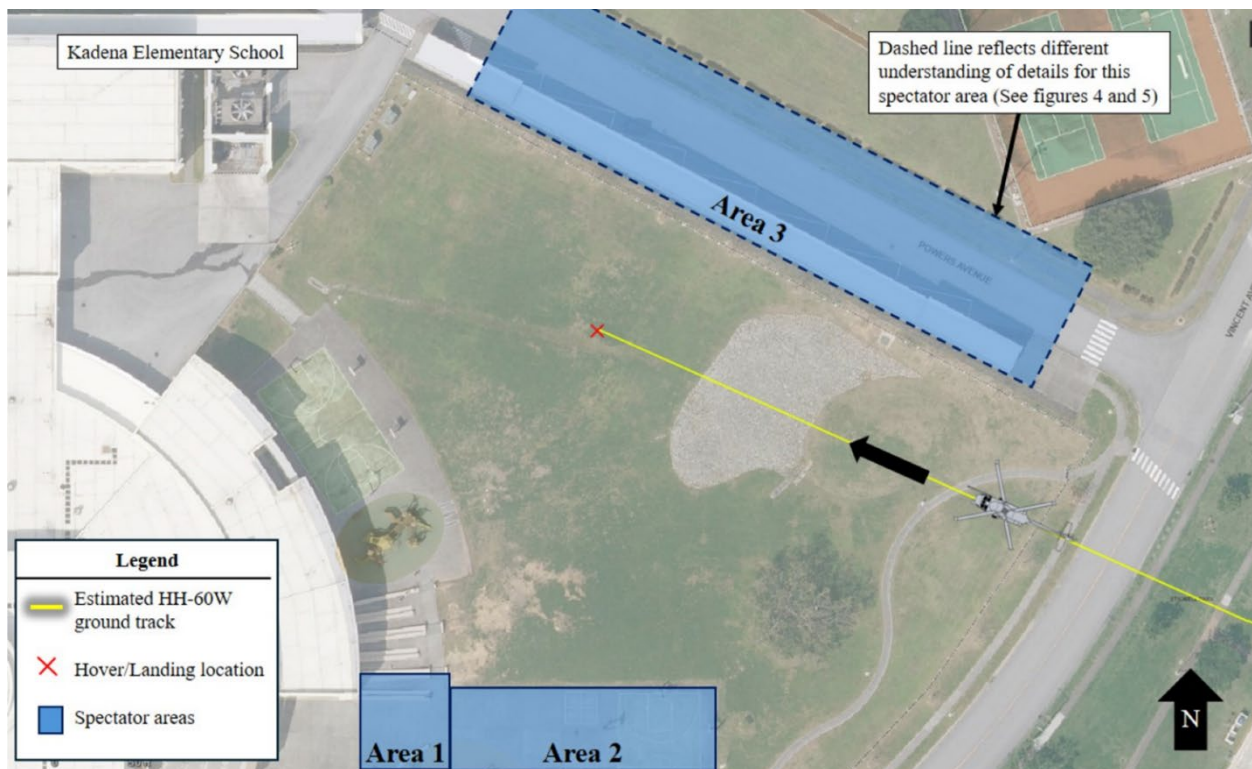 Kadena Elementary School
Dashed line reflects different
understanding of details for this
spectator area (See figures 4 and 5)
Area 3
POWERS AVENUE
Legend
Estimated HH-60W
ground track
Hover/Landing location
Spectator areas
Area 1
Area 2
N